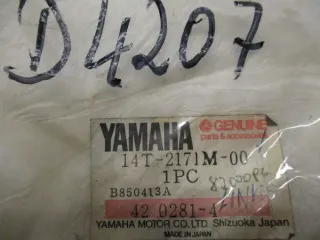 D4207
YAMAHA GENUINE
parts & accessories
14T-2171M-00
1PC
B850413A
42 0281-4
YAMAHA MOTOR CO., LTD. Shizuoka Japan
MADE IN JAPAN